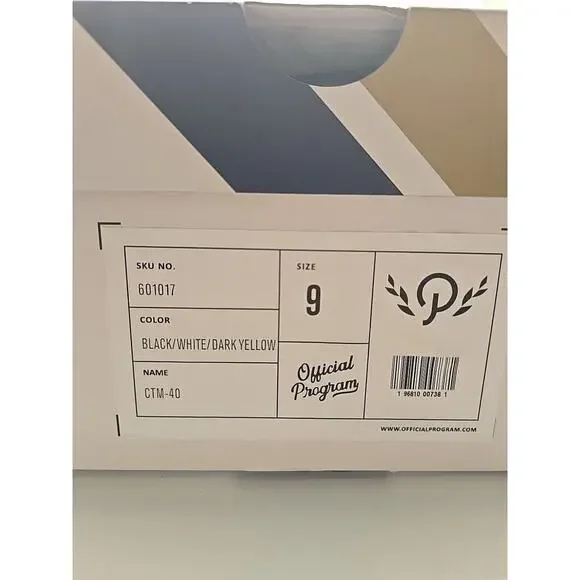 SKU NO.
601017
COLOR
BLACK/WHITE/DARK YELLOW
NAME
CTM-40
SIZE
9
Official
Program
1 96810 00738 1
WWW.OFFICIALPROGRAM.COM